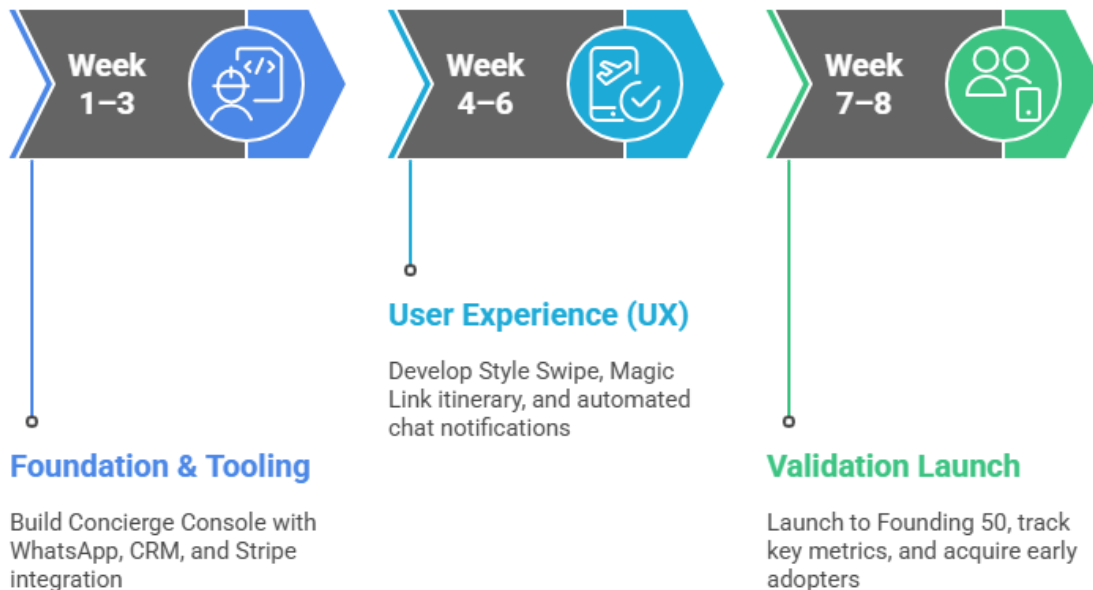 Week
1–3
</>
Week
4–6
Week
7–8
User Experience (UX)
Develop Style Swipe, Magic
Link itinerary, and automated
chat notifications
Foundation & Tooling
Build Concierge Console with
WhatsApp, CRM, and Stripe
integration
Validation Launch
Launch to Founding 50, track
key metrics, and acquire early
adopters